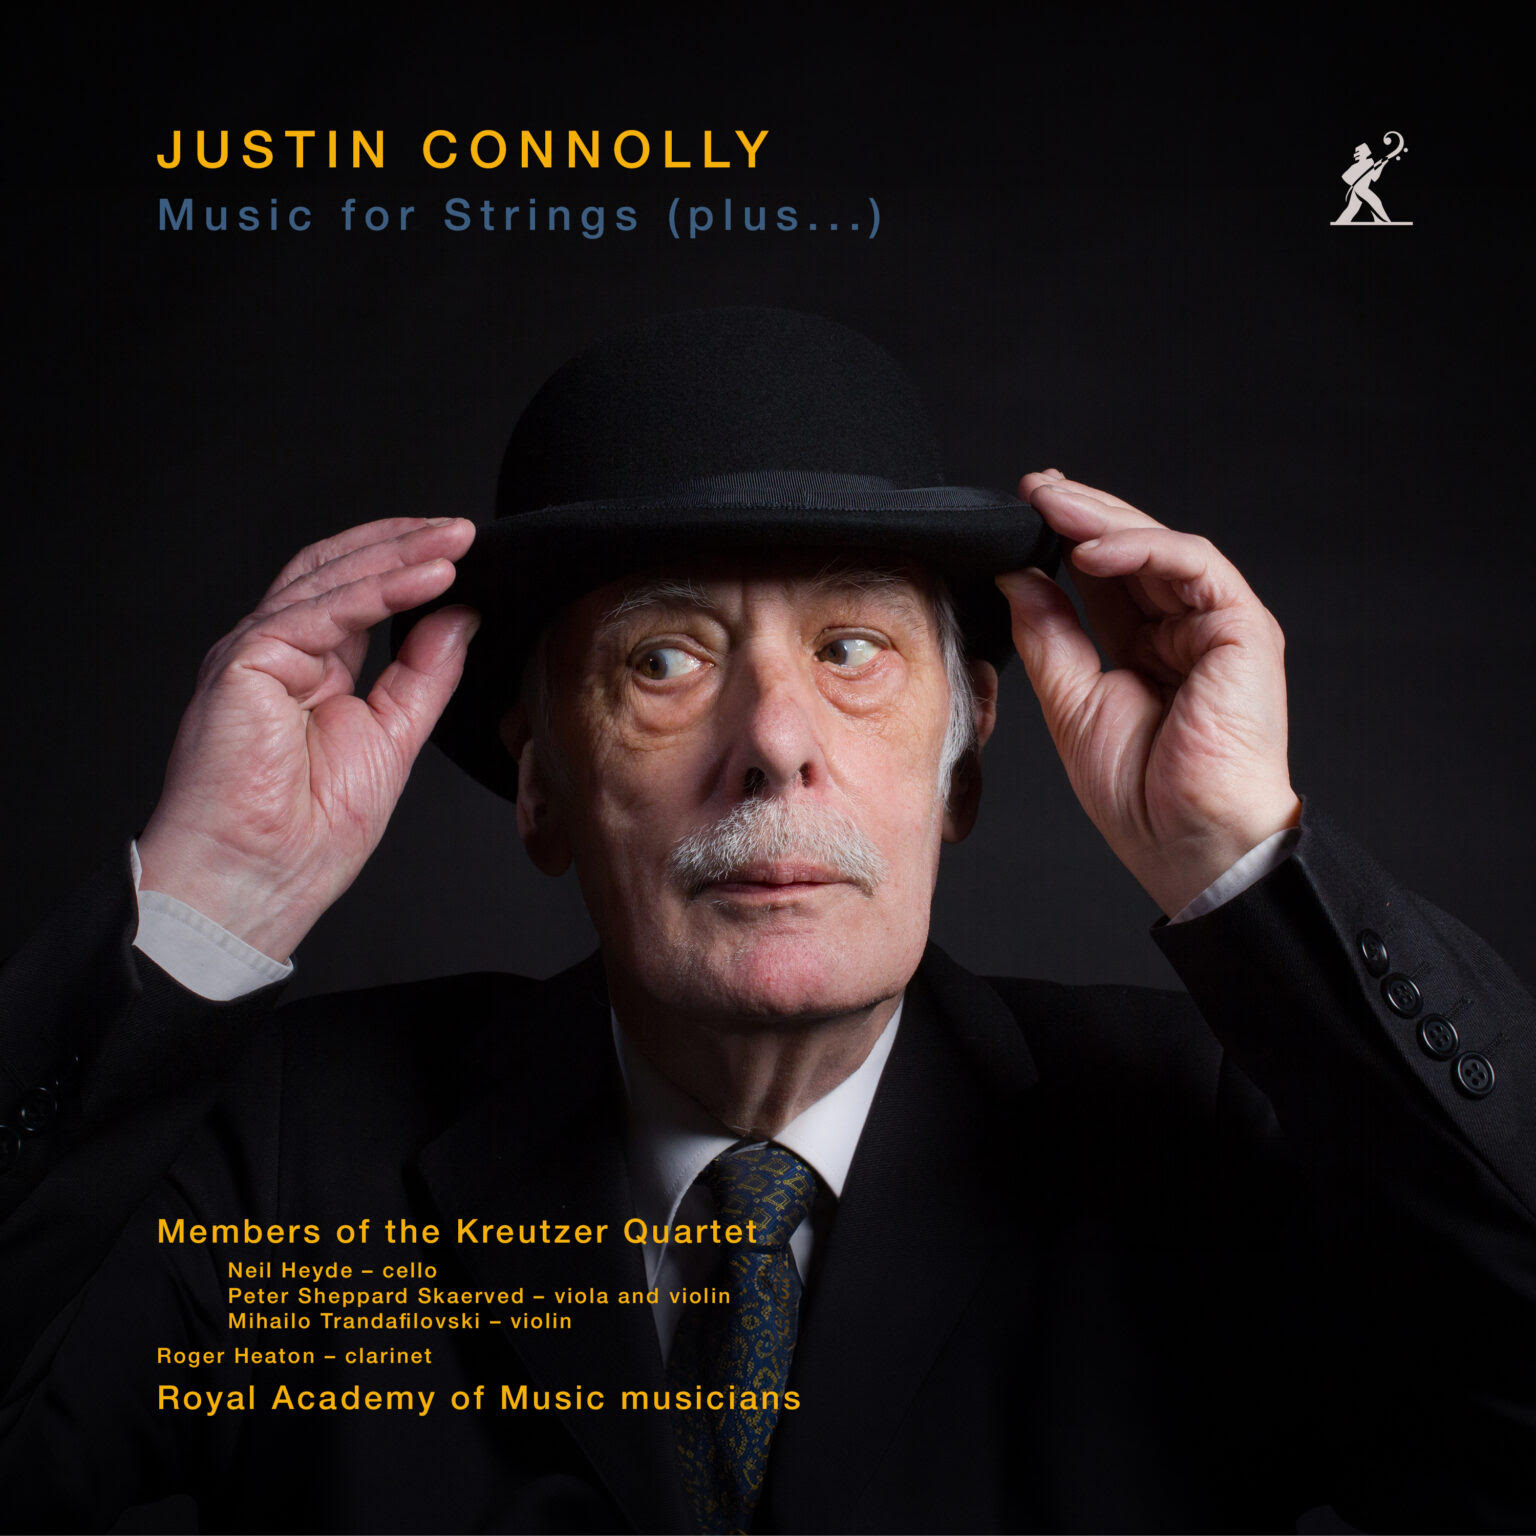 JUSTIN CONNOLLY
Music for Strings (plus...)
Members of the Kreutzer Quartet
Neil Heyde – cello
Peter Sheppard Skaerved – viola and violin
Mihailo Trandafilovski – violin
Roger Heaton – clarinet
Royal Academy of Music musicians